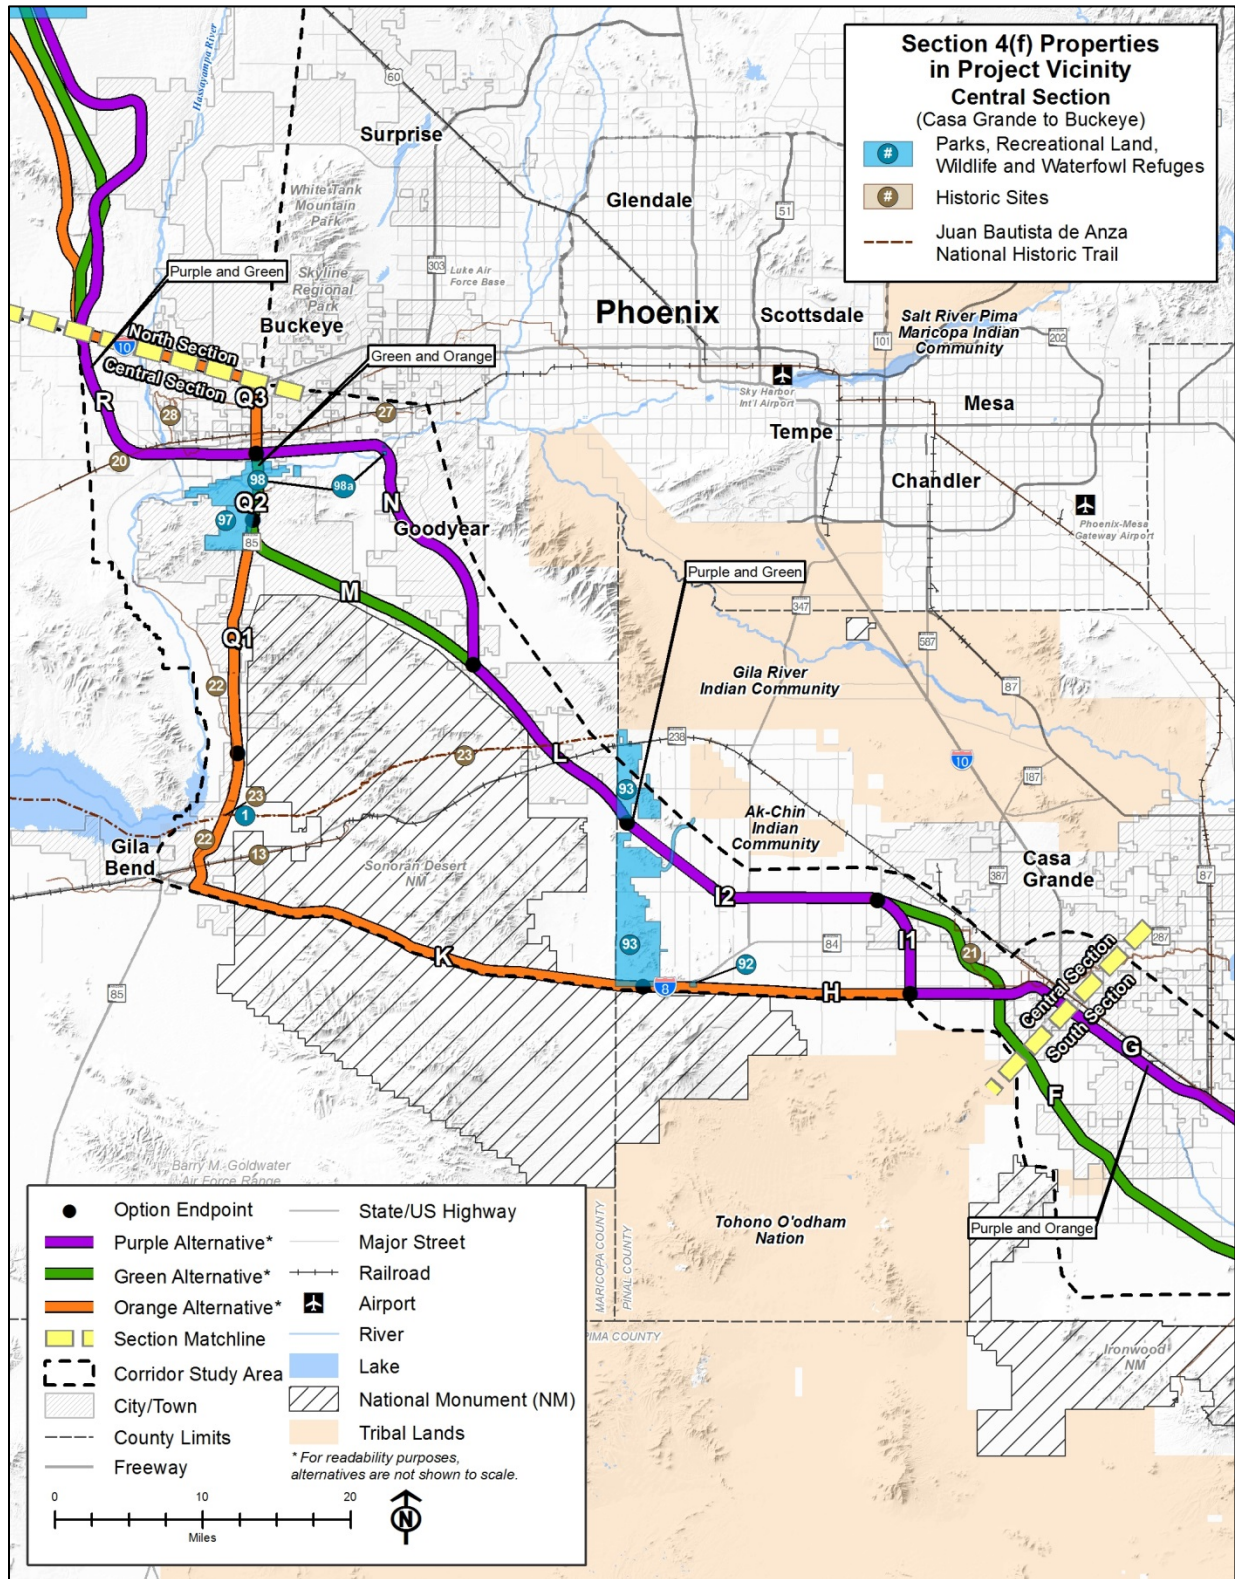 Section 4(f) Properties
in Project Vicinity
Central Section
(Casa Grande to Buckeye)
#
Parks, Recreational Land,
Wildlife and Waterfowl Refuges
#
Historic Sites
Juan Bautista de Anza
National Historic Trail
Hassayampa River
60
Surprise
White Tank
Mountain
Park
Glendale
51
303
Luke Air
Force Base
Purple and Green
Skyline
Regional
Park
Buckeye
Phoenix
Scottsdale
Salt River Pima
Maricopa Indian
Community
101
202
North Section
10
Central Section
Green and Orange
Sky Harbor
Int'l Airport
Mesa
Tempe
R
Q3
28
27
20
98
98a
Chandler
Phoenix-Mesa
Gateway Airport
Q2
97
N
Goodyear
85
M
Purple and Green
347
587
Q1
87
Gila River
Indian Community
22
238
23
L
10
187
93
23
1
22
13
Gila
Bend
Ak-Chin
Indian
Community
Sonoran Desert
NM
Casa
Grande
387
87
I2
I1
21
287
84
93
92
K
8
H
Central Section
South Section
G
F
85
Barry M. Goldwater
Air Force Range
Tohono O'odham
Nation
Purple and Orange
MARICOPA COUNTY
PINAL COUNTY
PIMA COUNTY
Ironwood
NM
Option Endpoint
Purple Alternative*
Green Alternative*
Orange Alternative*
Section Matchline
Corridor Study Area
City/Town
County Limits
Freeway
State/US Highway
Major Street
Railroad
Airport
River
Lake
National Monument (NM)
Tribal Lands
* For readability purposes,
alternatives are not shown to scale.
0 10 20
Miles
N